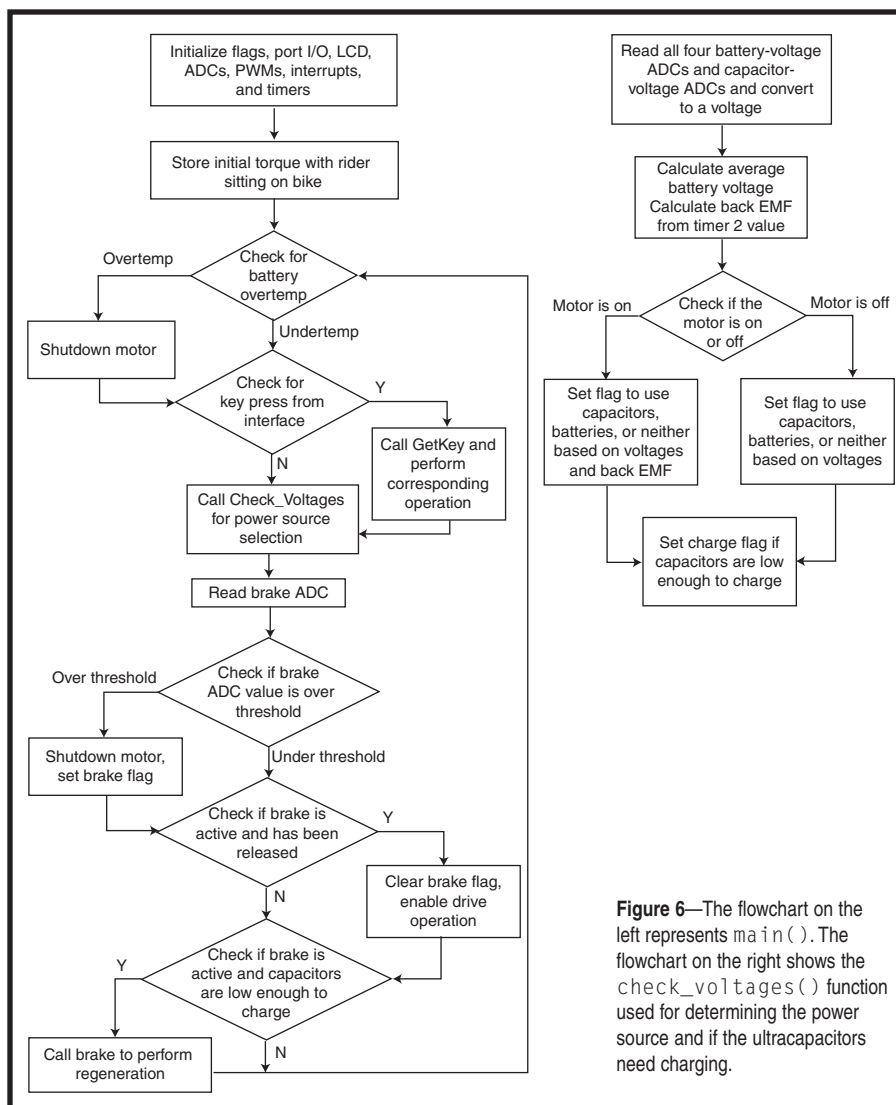 Initialize flags, port I/O, LCD,
ADCs, PWMs, interrupts,
and timers
Store initial torque with rider
sitting on bike
Overtemp
Check for
battery
overtemp
Shutdown motor
Undertemp
Check for
key press from
interface
Y
Call GetKey and
perform
corresponding
operation
N
Call Check_Voltages
for power source
selection
Read brake ADC
Over threshold
Check if brake
ADC value is over
threshold
Shutdown motor,
set brake flag
Under threshold
Check if brake is
active and has been
released
Y
Clear brake flag,
enable drive
operation
N
Check if brake is
active and capacitors
are low enough to
charge
Y
Call brake to perform
regeneration
N
Read all four battery-voltage
ADCs and capacitor-
voltage ADCs and convert
to a voltage
Calculate average
battery voltage
Calculate back EMF
from timer 2 value
Motor is on
Check if the
motor is on
or off
Motor is off
Set flag to use
capacitors,
batteries, or neither
based on voltages
and back EMF
Set flag to use
capacitors,
batteries, or neither
based on voltages
Set charge flag if
capacitors are low
enough to charge
Figure 6—The flowchart on the
left represents main(). The
flowchart on the right shows the
check_voltages() function
used for determining the power
source and if the ultracapacitors
need charging.